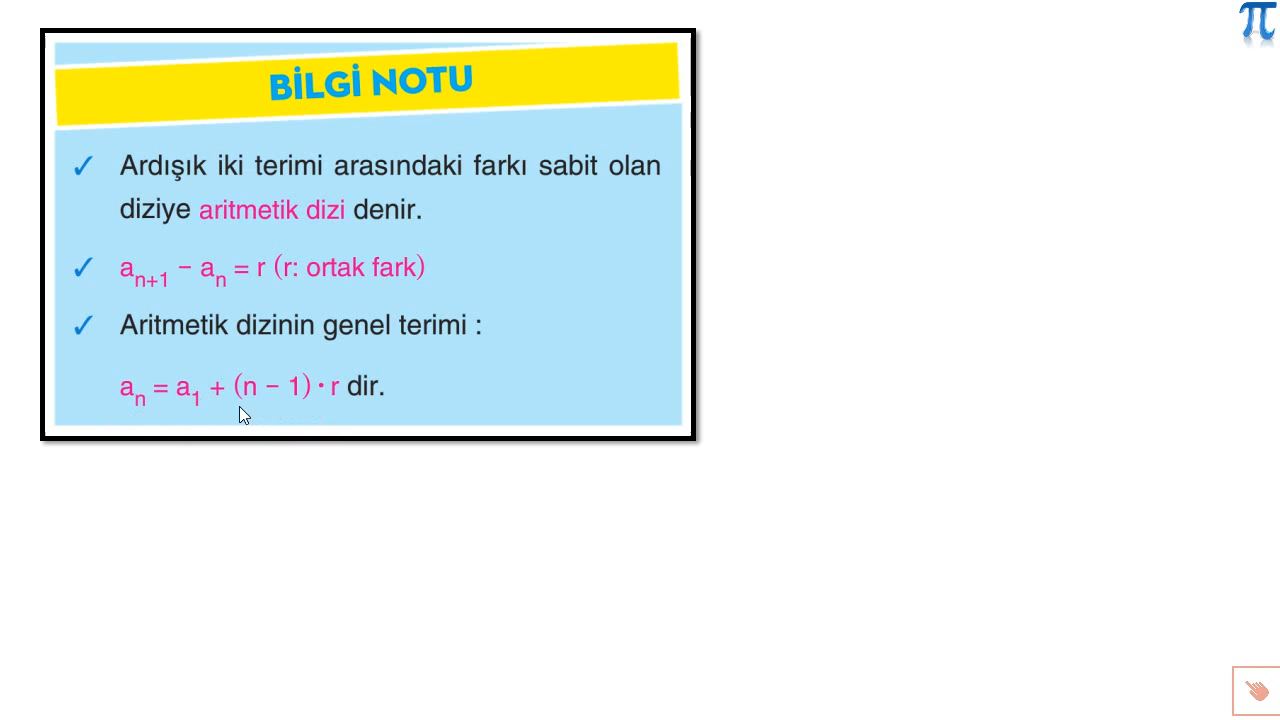 π
BİLGİ NOTU
✓ Ardışık iki terimi arasındaki farkı sabit olan
diziye aritmetik dizi denir.
✓ aₙ₊₁ − aₙ = r (r: ortak fark)
✓ Aritmetik dizinin genel terimi :
aₙ = a₁ + (n − 1) · r dir.